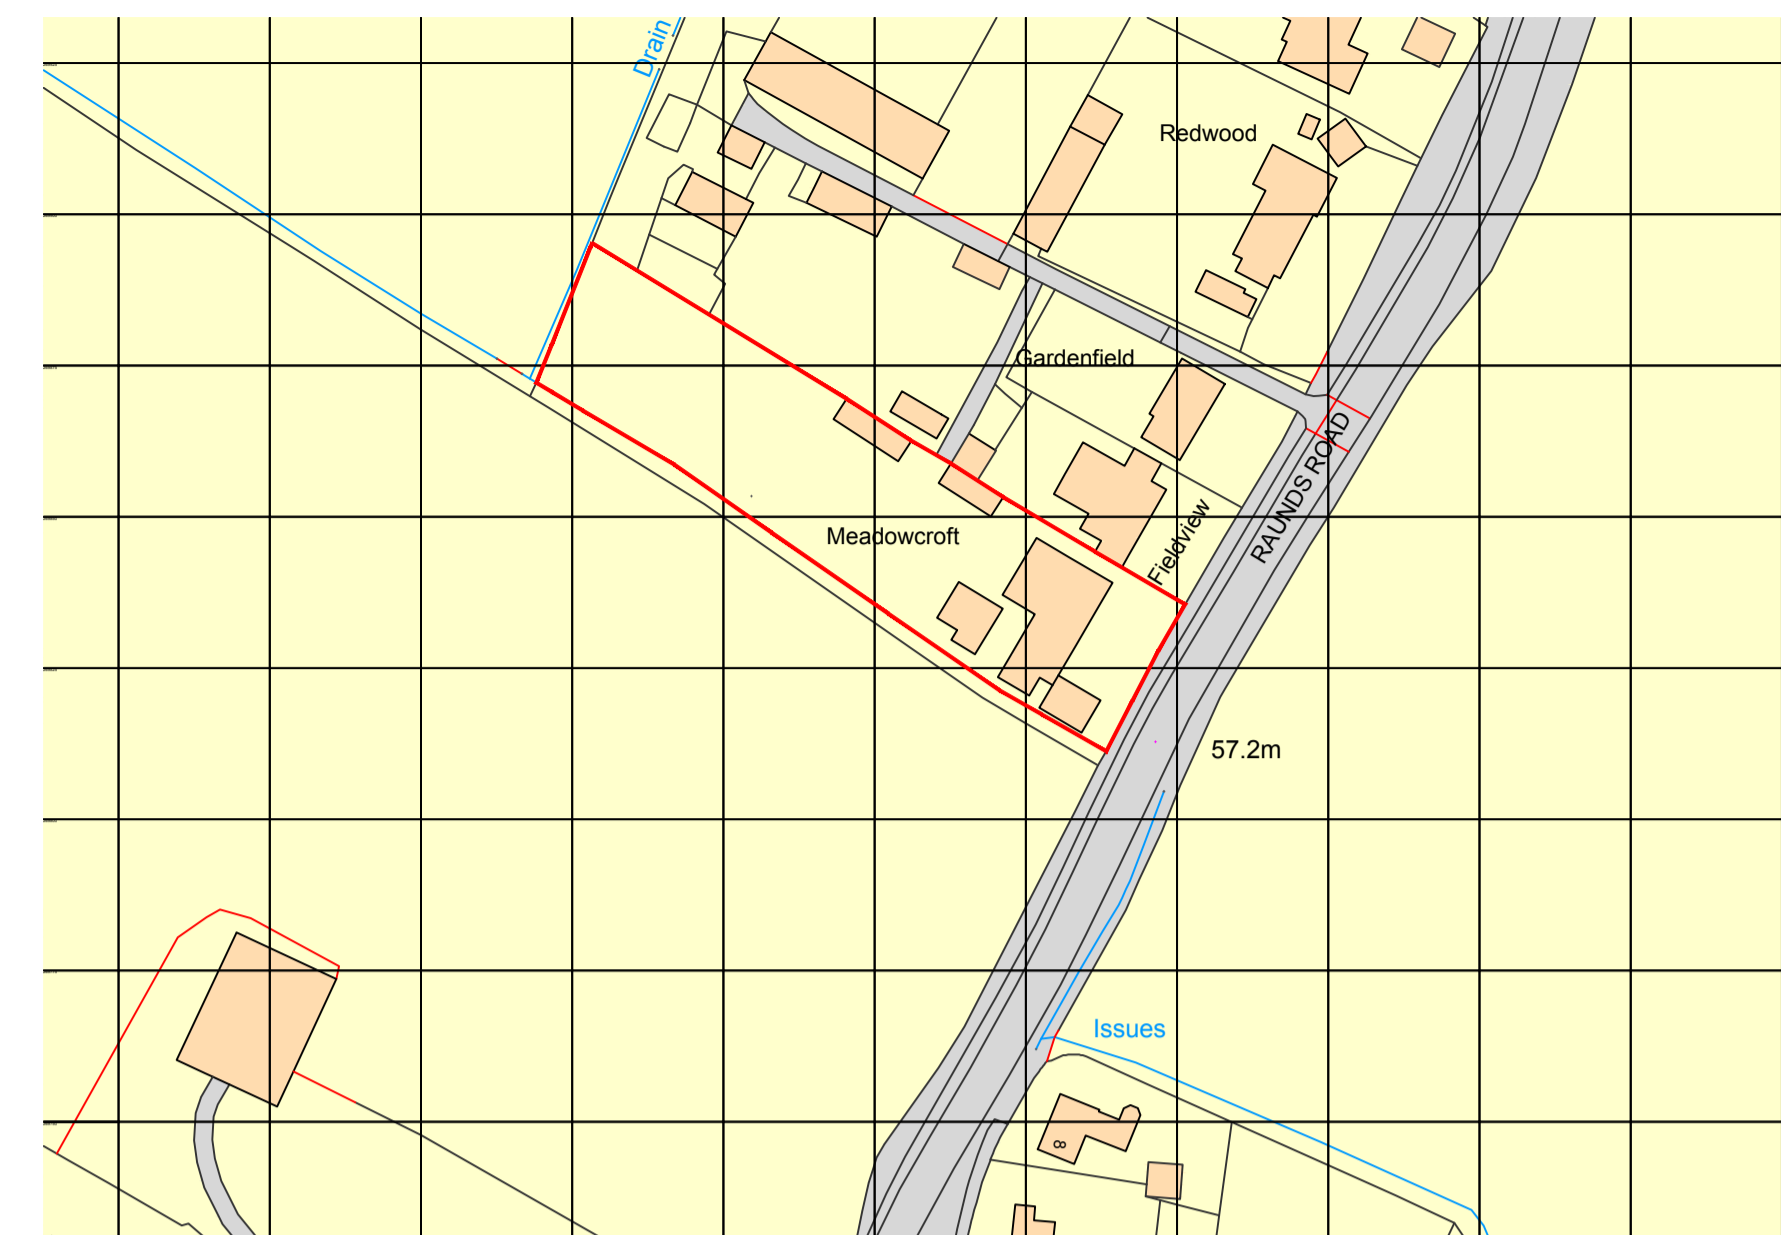 Drain
Redwood
Gardenfield
RAUNDS ROAD
Fieldview
Meadowcroft
57.2m
Issues
8